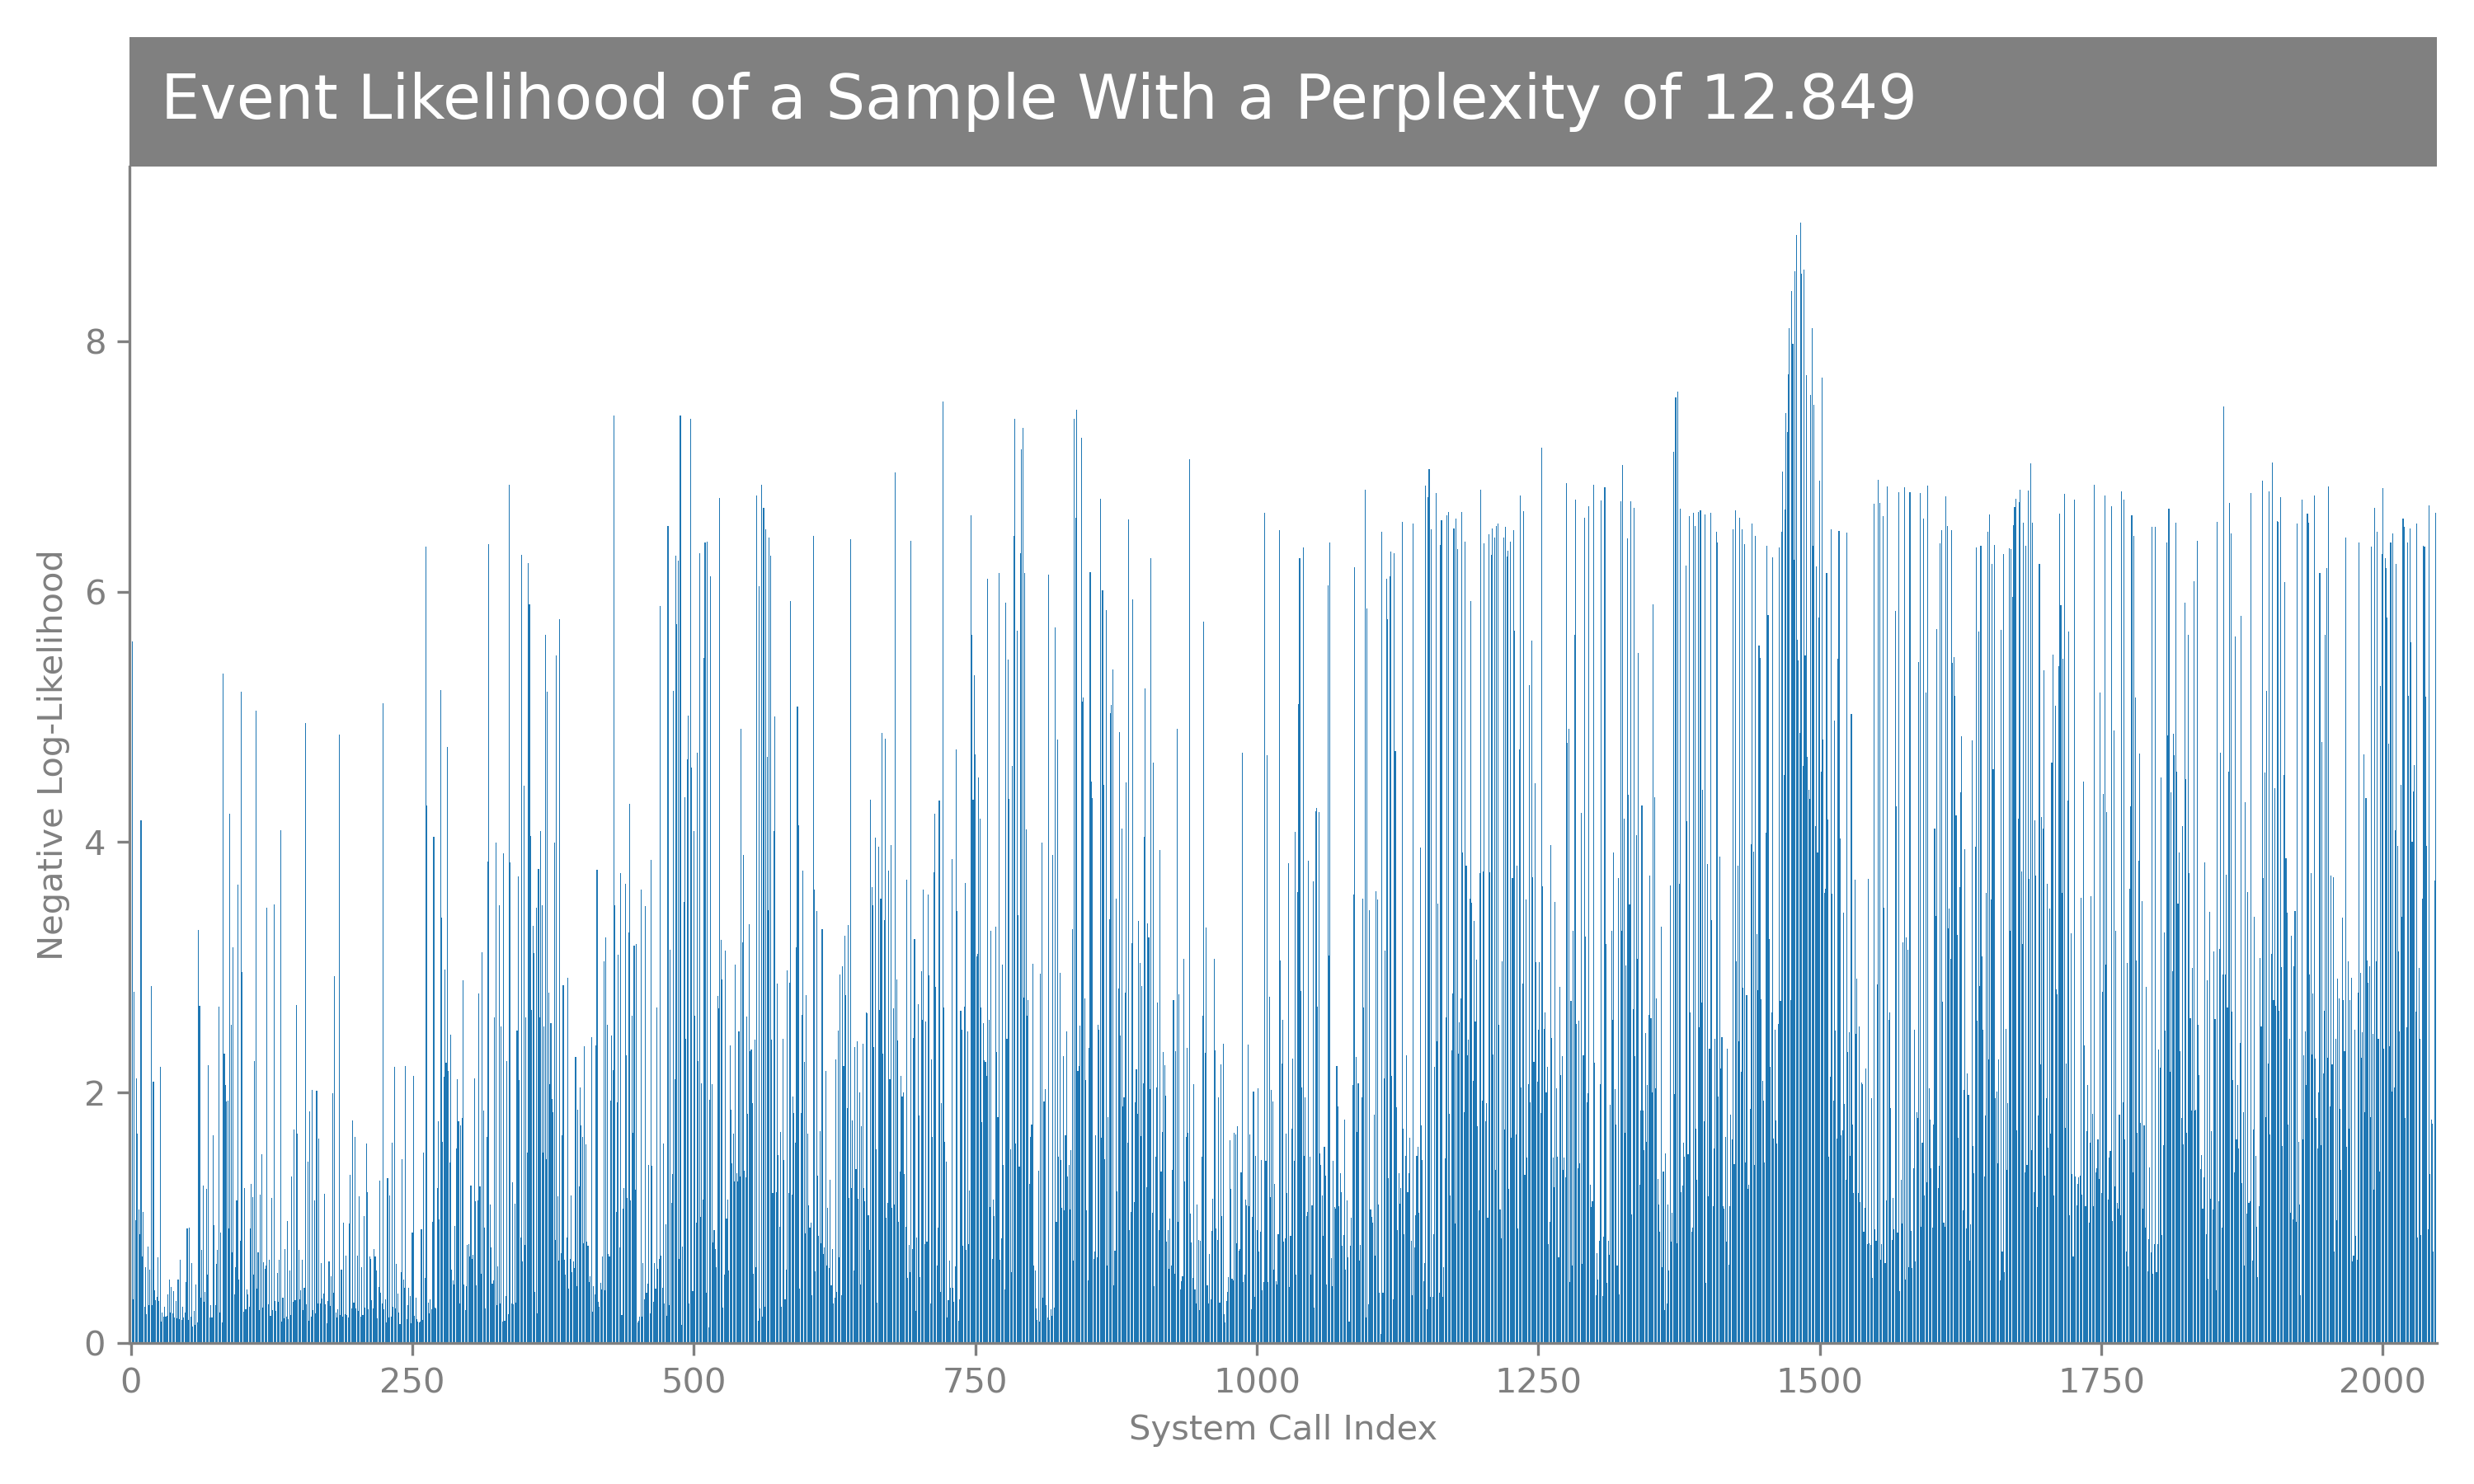 Event Likelihood of a Sample With a Perplexity of 12.849
Negative Log-Likelihood
8
6
4
2
0
0 250 500 750 1000 1250 1500 1750 2000
System Call Index